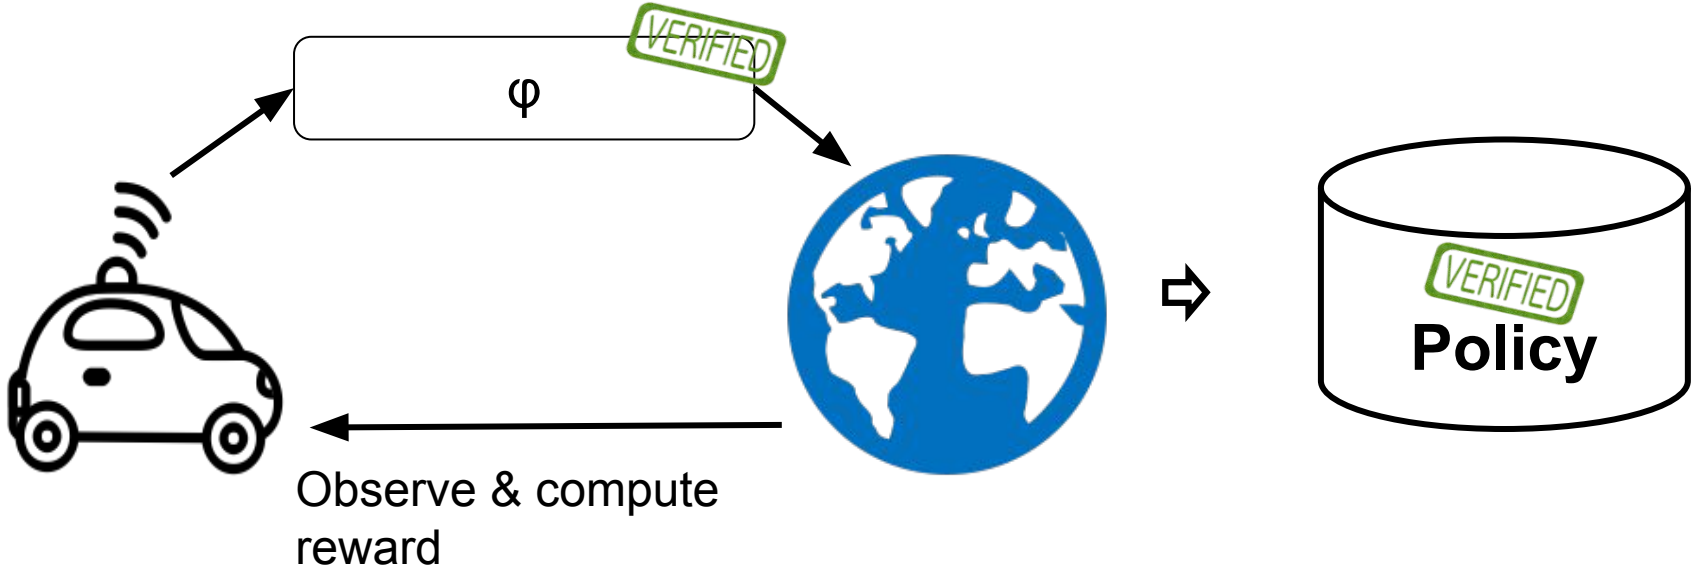 VERIFIED
φ
VERIFIED
Policy
Observe & compute
reward